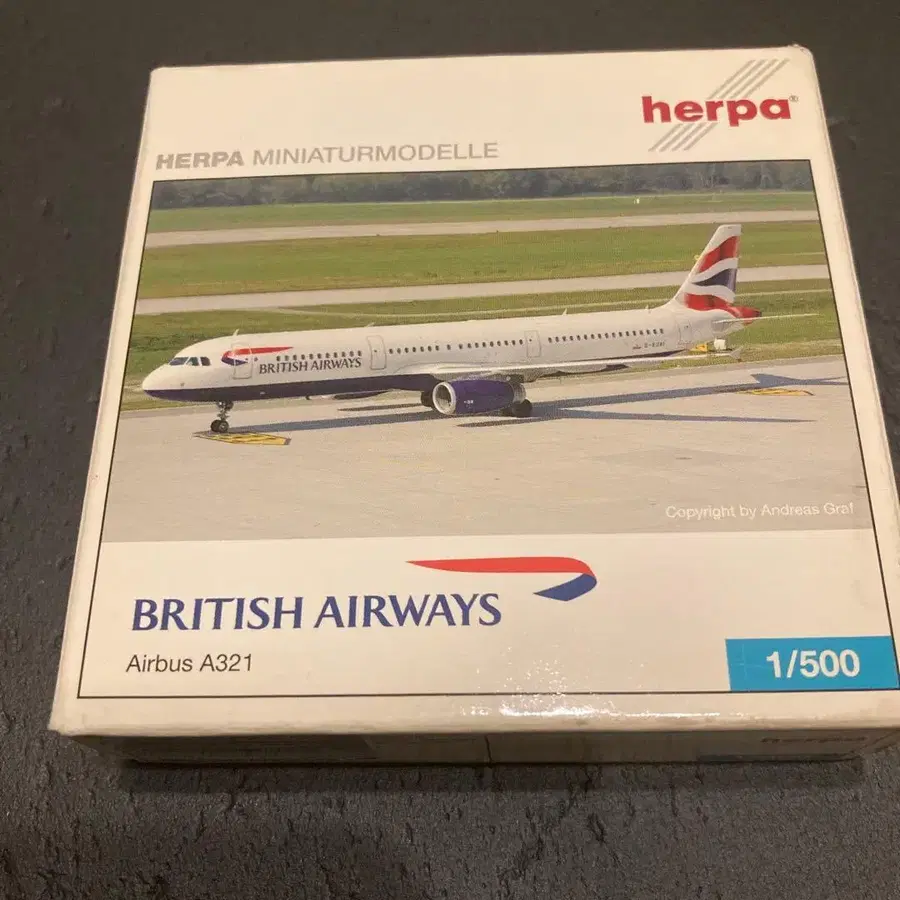 herpa®
HERPA MINIATURMODELLE
BRITISH AIRWAYS
Copyright by Andreas Graf
BRITISH AIRWAYS
Airbus A321
1/500